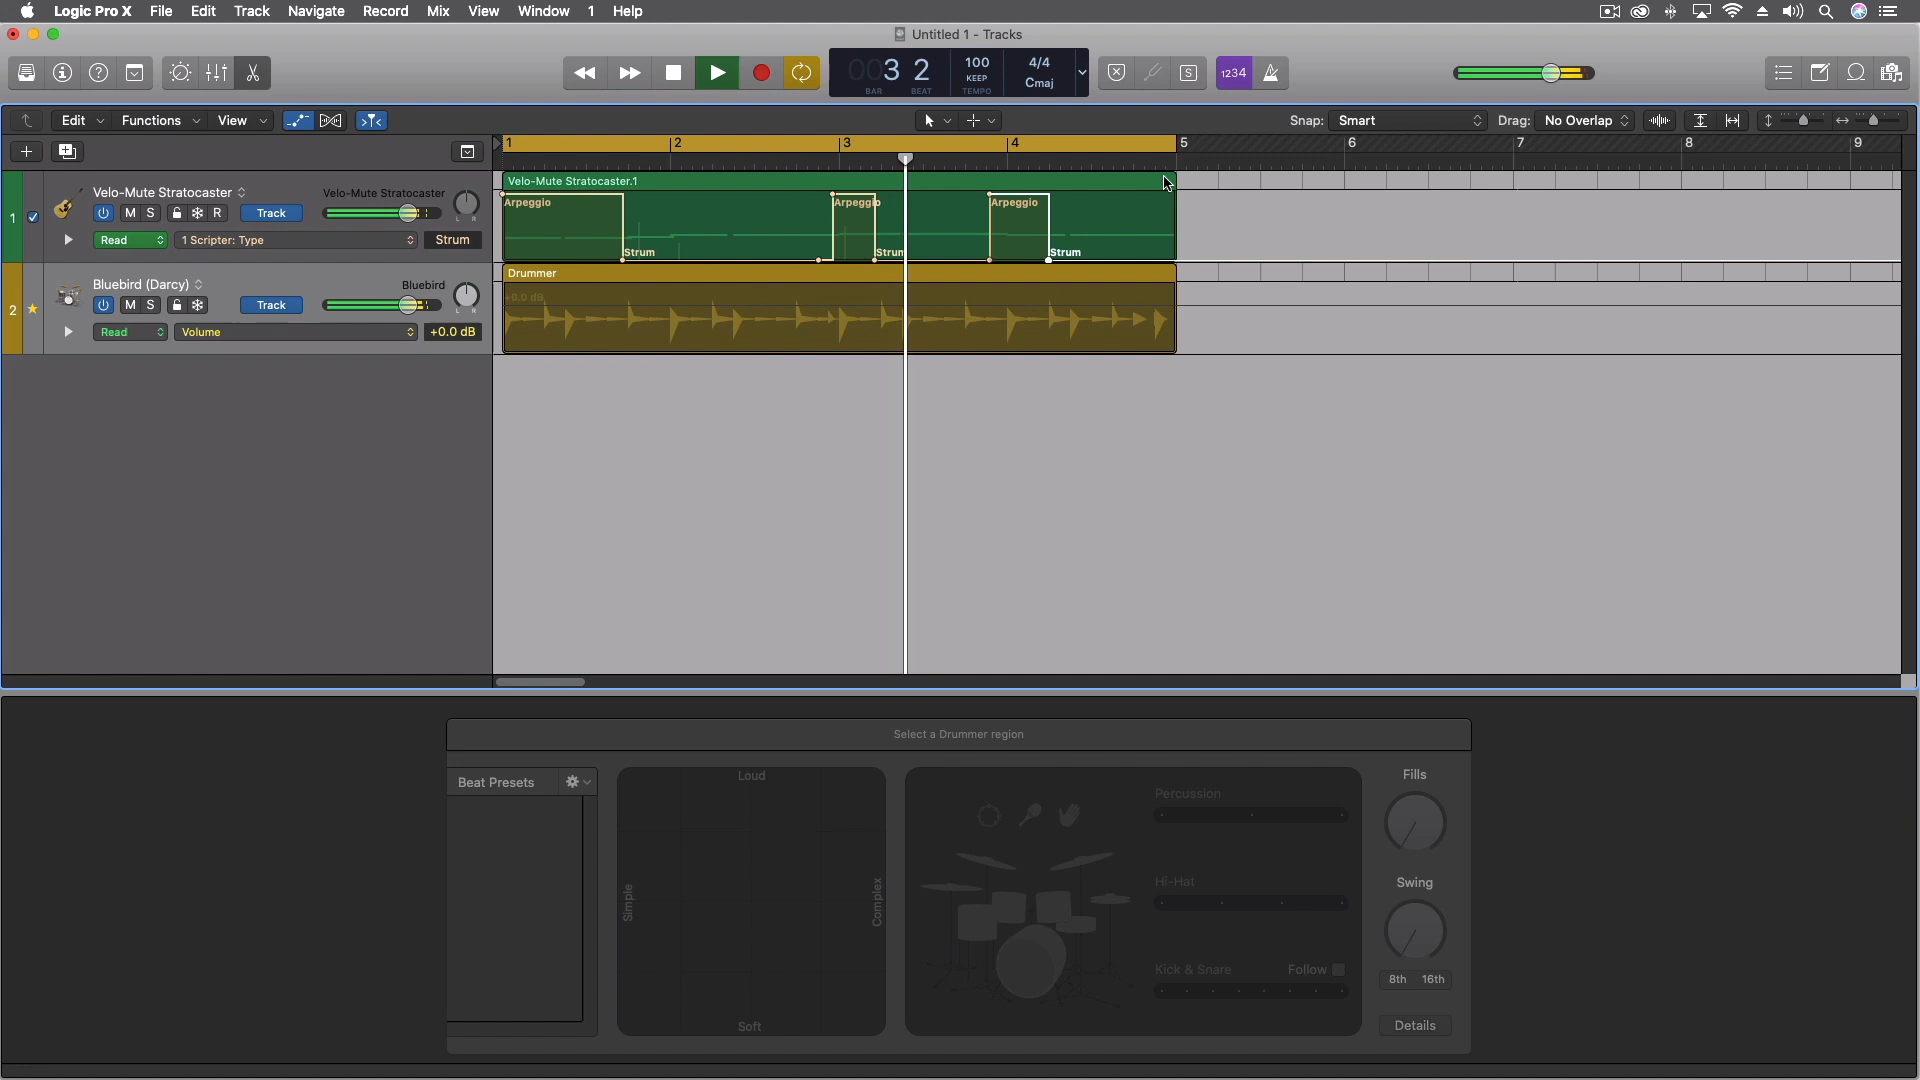 Logic Pro X File Edit Track Navigate Record Mix View Window 1 Help
Untitled 1 - Tracks
003 2
BAR BEAT
100
KEEP
TEMPO
4/4
Cmaj
S
1234
Edit Functions View
Snap: Smart
Drag: No Overlap
1 2 3 4 5 6 7 8 9
1
Velo-Mute Stratocaster
Velo-Mute Stratocaster
M S R
Track
L R
Read
1 Scripter: Type
Strum
Velo-Mute Stratocaster.1
Arpeggio
Strum
Arpeggio
Strum
Arpeggio
Strum
2
Bluebird (Darcy)
Bluebird
M S
Track
L R
Read
Volume
+0.0 dB
Drummer
+0.0 dB
Select a Drummer region
Beat Presets
Loud
Simple
Complex
Soft
Percussion
Hi-Hat
Kick & Snare
Follow
Fills
Swing
8th 16th
Details